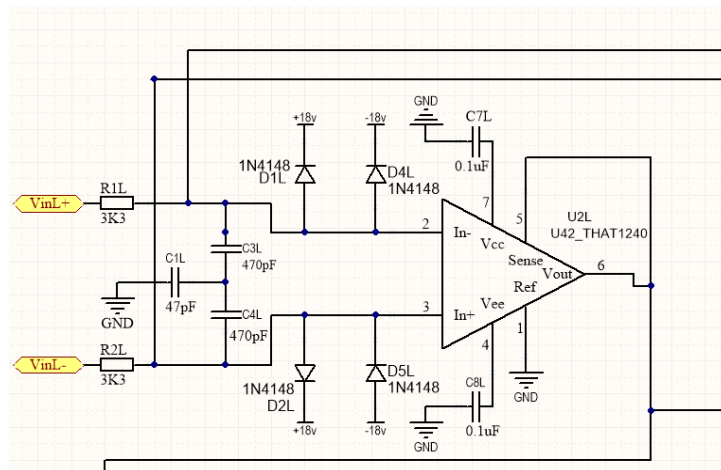 +18v
-18v
GND
C7L
0.1uF
1N4148
D1L
D4L
1N4148
R1L
VinL+
3K3
7
5
U2L
U42_THAT1240
2
In-
Vcc
Sense
Vout
6
C3L
470pF
C1L
47pF
GND
C4L
470pF
3
In+
Vee
Ref
4
1
R2L
VinL-
3K3
1N4148
D2L
D5L
1N4148
C8L
0.1uF
GND
GND
+18v
-18v